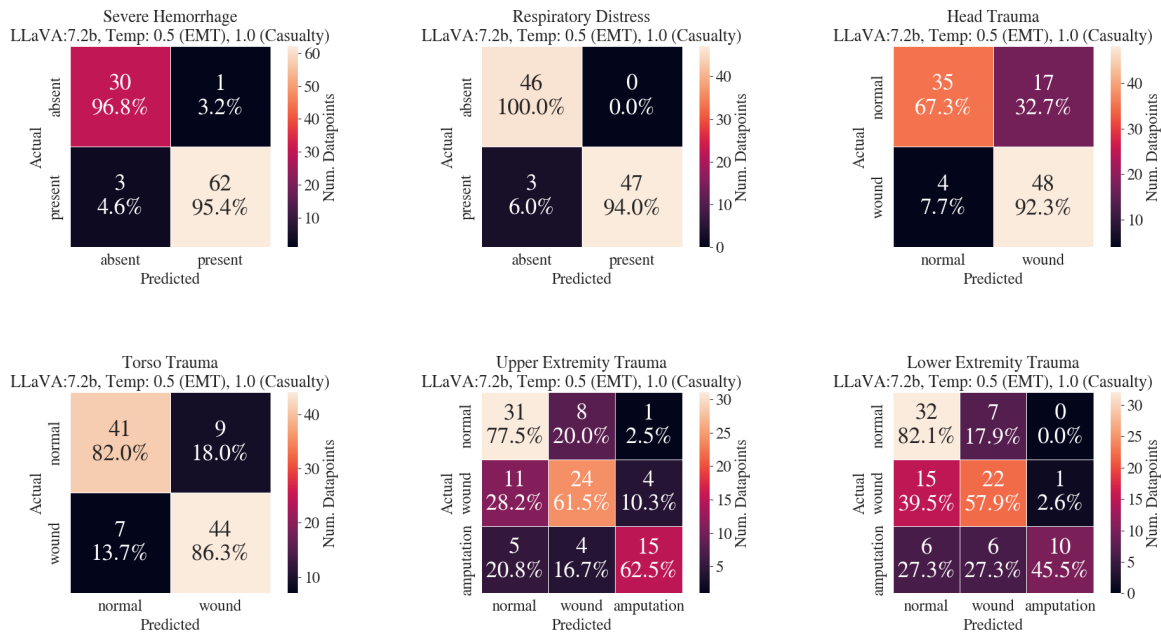 Severe Hemorrhage
LLaVA:7.2b, Temp: 0.5 (EMT), 1.0 (Casualty)
Actual
absent
present
30
96.8%
1
3.2%
3
4.6%
62
95.4%
absent
present
Predicted
60
50
40
30
20
10
Num. Datapoints
Respiratory Distress
LLaVA:7.2b, Temp: 0.5 (EMT), 1.0 (Casualty)
Actual
absent
present
46
100.0%
0
0.0%
3
6.0%
47
94.0%
absent
present
Predicted
40
30
20
10
0
Num. Datapoints
Head Trauma
LLaVA:7.2b, Temp: 0.5 (EMT), 1.0 (Casualty)
Actual
normal
wound
35
67.3%
17
32.7%
4
7.7%
48
92.3%
normal
wound
Predicted
40
30
20
10
Num. Datapoints
Torso Trauma
LLaVA:7.2b, Temp: 0.5 (EMT), 1.0 (Casualty)
Actual
normal
wound
41
82.0%
9
18.0%
7
13.7%
44
86.3%
normal
wound
Predicted
40
30
20
10
Num. Datapoints
Upper Extremity Trauma
LLaVA:7.2b, Temp: 0.5 (EMT), 1.0 (Casualty)
Actual
normal
wound
amputation
31
77.5%
8
20.0%
1
2.5%
11
28.2%
24
61.5%
4
10.3%
5
20.8%
4
16.7%
15
62.5%
normal
wound
amputation
Predicted
30
25
20
15
10
5
Num. Datapoints
Lower Extremity Trauma
LLaVA:7.2b, Temp: 0.5 (EMT), 1.0 (Casualty)
Actual
normal
wound
amputation
32
82.1%
7
17.9%
0
0.0%
15
39.5%
22
57.9%
1
2.6%
6
27.3%
6
27.3%
10
45.5%
normal
wound
amputation
Predicted
30
25
20
15
10
5
0
Num. Datapoints